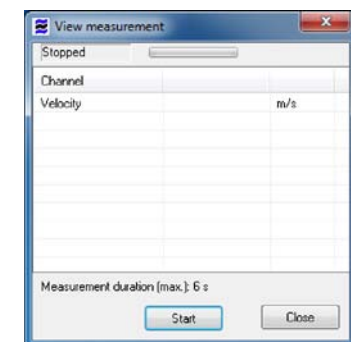 View measurement
Stopped
Channel
Velocity m/s
Measurement duration (max.): 6 s
Start Close